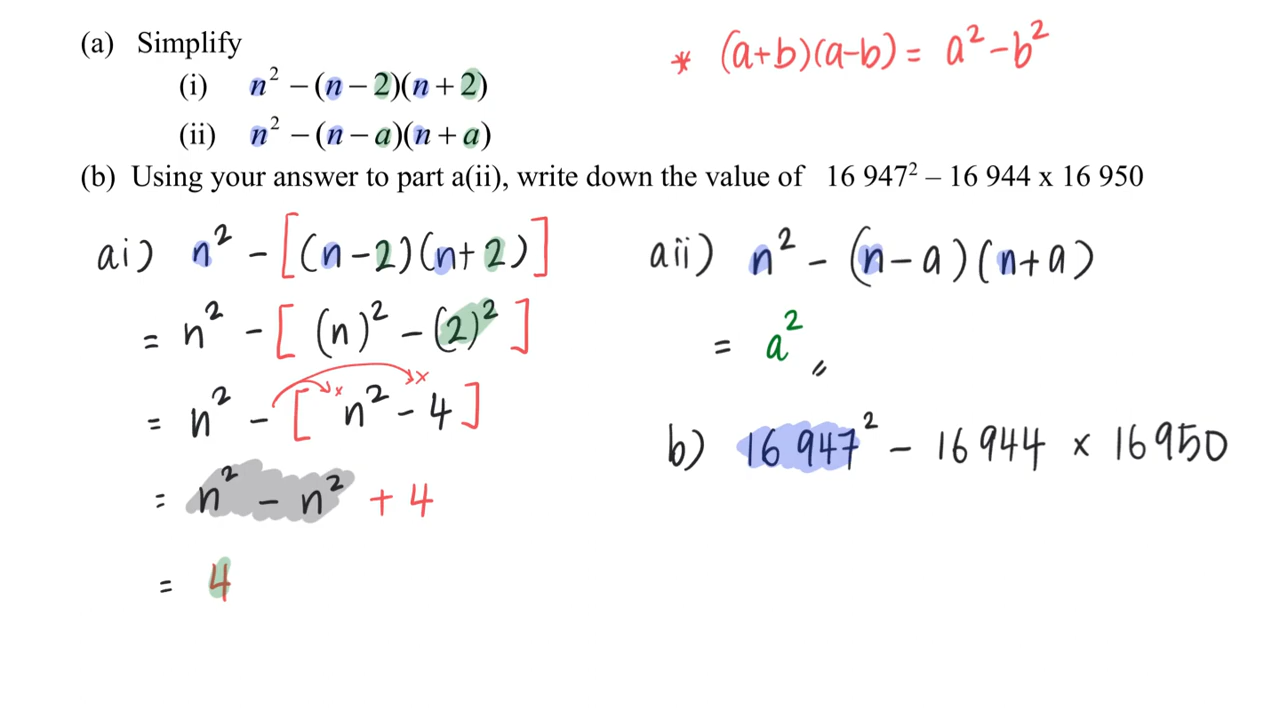 (a) Simplify
(i) n² − (n − 2)(n + 2)
(ii) n² − (n − a)(n + a)
* (a+b)(a-b) = a² - b²
(b) Using your answer to part a(ii), write down the value of 16 947² – 16 944 x 16 950
ai) n² - [(n-2)(n+2)]
= n² - [ (n)² - (2)² ]
= n² - [ n² - 4 ]
= n² - n² + 4
= 4
aii) n² - (n-a)(n+a)
= a² 〃
b) 16 947² - 16 944 × 16 950